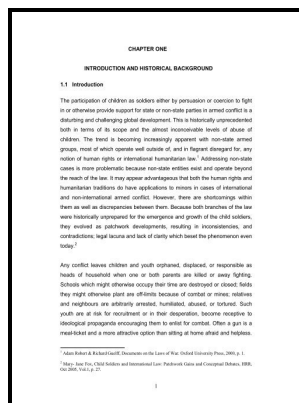 CHAPTER ONE
INTRODUCTION AND HISTORICAL BACKGROUND
1.1 Introduction
The participation of children as soldiers either by persuasion or coercion to fight
in or otherwise provide support for state or non-state parties in armed conflict is a
disturbing and challenging global development. This is historically unprecedented
both in terms of its scope and the almost inconceivable levels of abuse of
children. The trend is becoming increasingly apparent with non-state armed
groups, most of which operate well outside of, and in flagrant disregard for, any
notion of human rights or international humanitarian law.1 Addressing non-state
cases is more problematic because non-state entities exist and operate beyond
the reach of the law. It may appear advantageous that both the human rights and
humanitarian traditions do have applications to minors in cases of international
and non-international armed conflict. However, there are shortcomings within
them as well as discrepancies between them. Because both branches of the law
were historically unprepared for the emergence and growth of the child soldiers,
they evolved as patchwork developments, resulting in inconsistencies, and
contradictions; legal lacuna and lack of clarity which beset the phenomenon even
today.2
Any conflict leaves children and youth orphaned, displaced, or responsible as
heads of household when one or both parents are killed or away fighting.
Schools which might otherwise occupy their time are destroyed or closed; fields
they might otherwise plant are off-limits because of combat or mines; relatives
and neighbours are arbitrarily arrested, humiliated, abused, or tortured. Such
youth are at risk for recruitment or in their desperation, become receptive to
ideological propaganda encouraging them to enlist for combat. Often a gun is a
meal-ticket and a more attractive option than sitting at home afraid and helpless.
1 Adam Robert & Richard Guelff, Documents on the Laws of War: Oxford University Press, 2000, p. 1.
2 Mary- Jane Fox, Child Soldiers and International Law: Patchwork Gains and Conceptual Debates, HRR,
Oct 2005, Vol.1, p. 27.
1